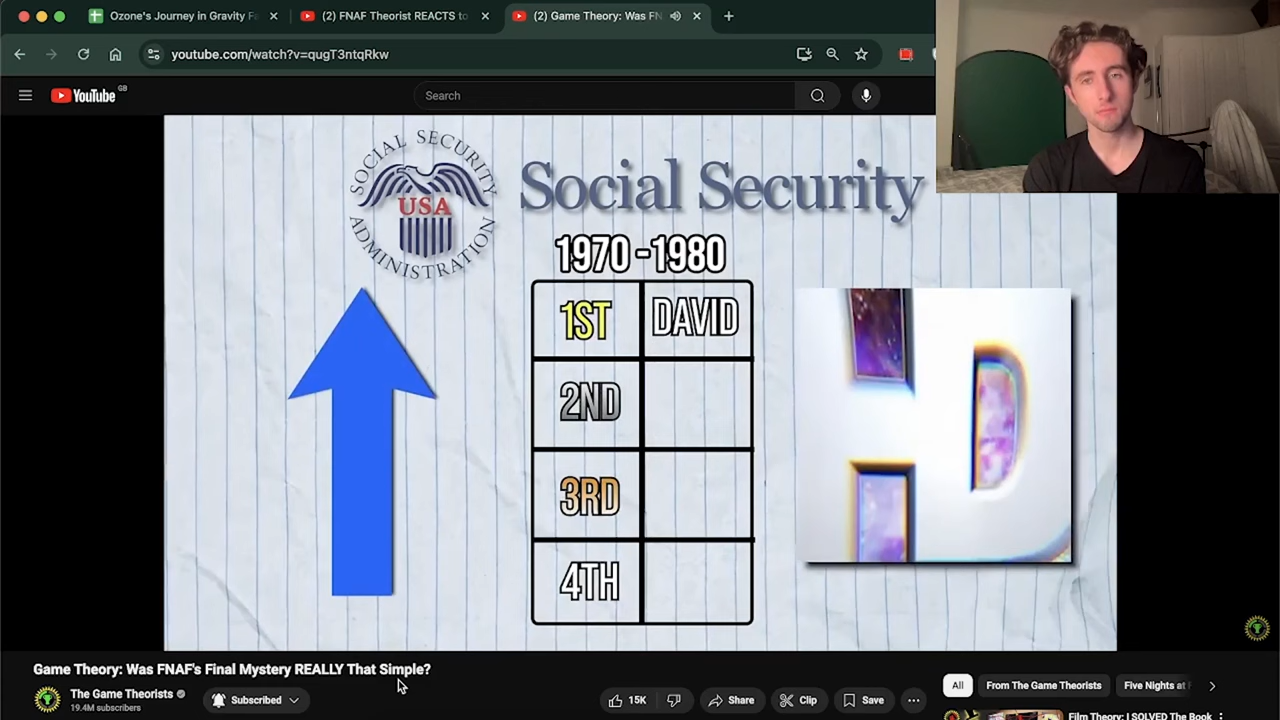 Ozone's Journey in Gravity Fa
(2) FNAF Theorist REACTS to
(2) Game Theory: Was FN
youtube.com/watch?v=qugT3ntqRkw
YouTube GB
Search
SOCIAL SECURITY
USA
ADMINISTRATION
Social Security
1970 - 1980
1ST DAVID
2ND
3RD
4TH
D
Game Theory: Was FNAF's Final Mystery REALLY That Simple?
The Game Theorists
19.4M subscribers
Subscribed
15K
Share
Clip
Save
All
From The Game Theorists
Five Nights at F
Film Theory: I SOLVED The Book